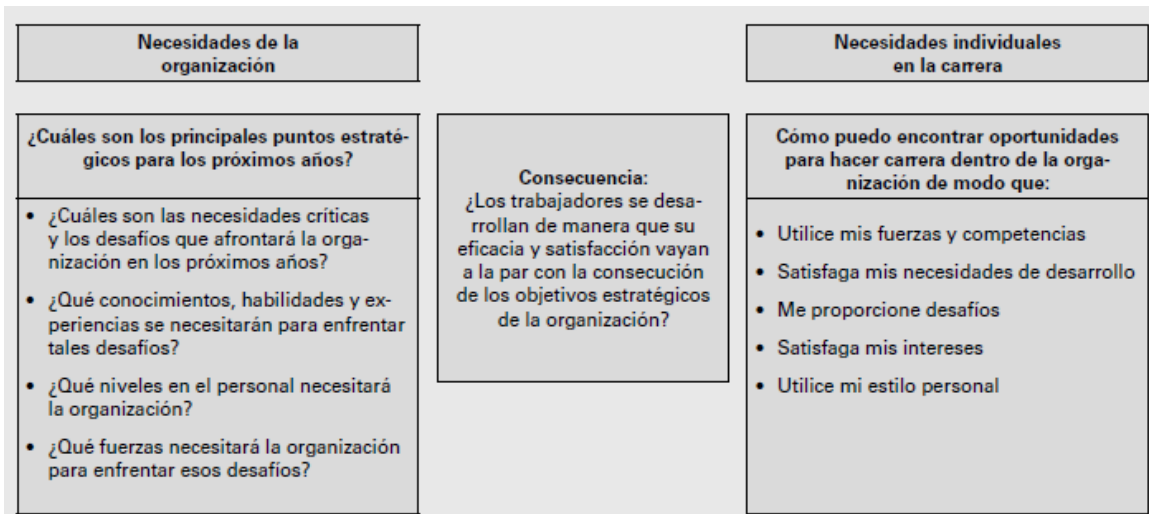 Necesidades de la
organización
Necesidades individuales
en la carrera
¿Cuáles son los principales puntos estraté-
gicos para los próximos años?
• ¿Cuáles son las necesidades críticas
y los desafíos que afrontará la orga-
nización en los próximos años?
• ¿Qué conocimientos, habilidades y ex-
periencias se necesitarán para enfrentar
tales desafíos?
• ¿Qué niveles en el personal necesitará
la organización?
• ¿Qué fuerzas necesitará la organización
para enfrentar esos desafíos?
Consecuencia:
¿Los trabajadores se desa-
rrollan de manera que su
eficacia y satisfacción vayan
a la par con la consecución
de los objetivos estratégicos
de la organización?
Cómo puedo encontrar oportunidades
para hacer carrera dentro de la orga-
nización de modo que:
• Utilice mis fuerzas y competencias
• Satisfaga mis necesidades de desarrollo
• Me proporcione desafíos
• Satisfaga mis intereses
• Utilice mi estilo personal